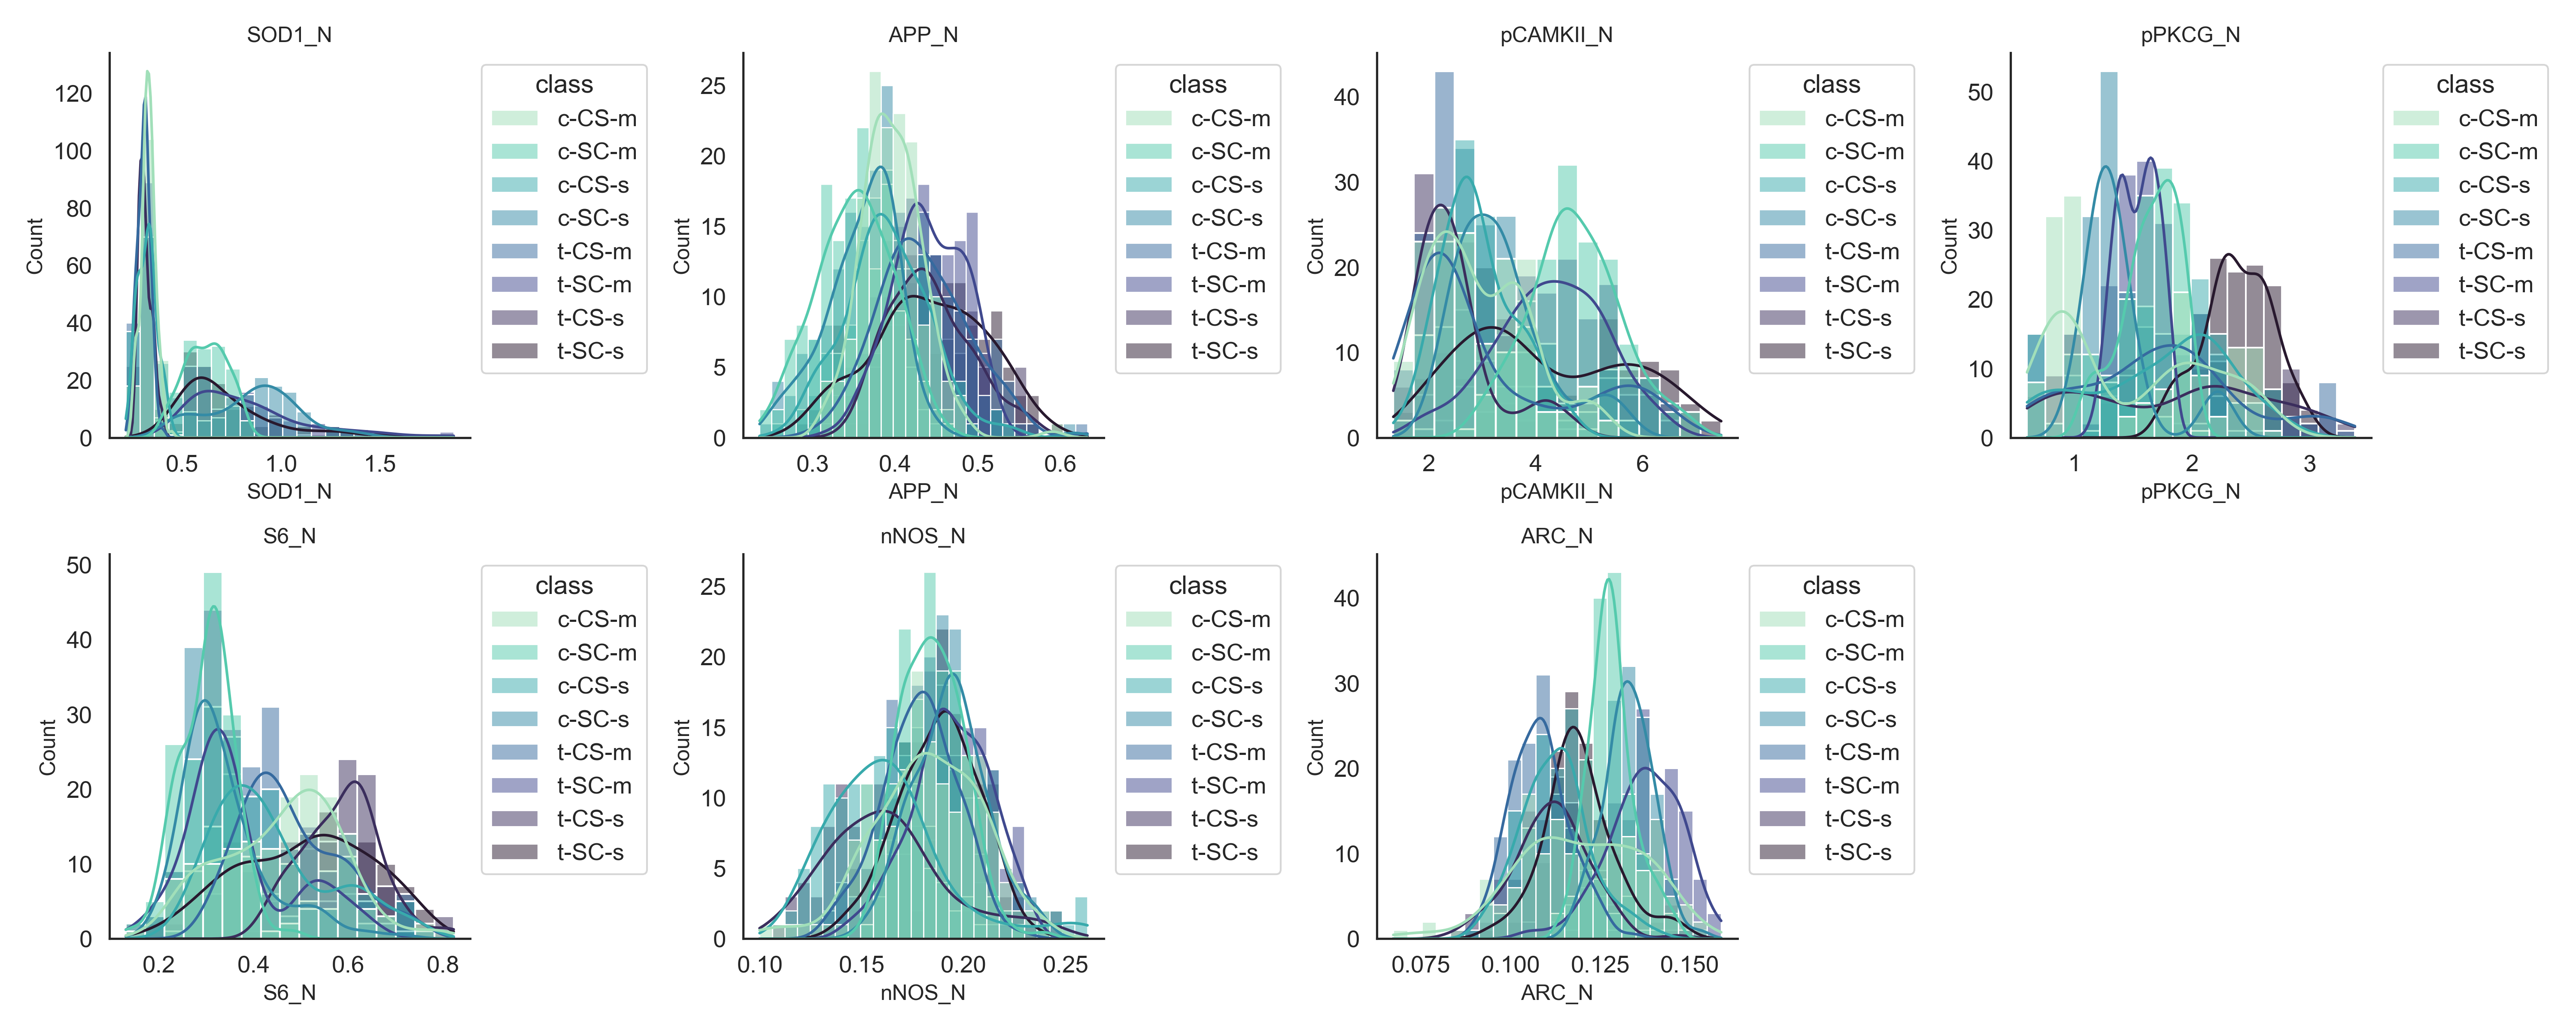 SOD1_N
120
100
80
60
40
20
0
Count
0.5 1.0 1.5
SOD1_N
class
c-CS-m
c-SC-m
c-CS-s
c-SC-s
t-CS-m
t-SC-m
t-CS-s
t-SC-s
APP_N
25
20
15
10
5
0
Count
0.3 0.4 0.5 0.6
APP_N
class
c-CS-m
c-SC-m
c-CS-s
c-SC-s
t-CS-m
t-SC-m
t-CS-s
t-SC-s
pCAMKII_N
40
30
20
10
0
Count
2 4 6
pCAMKII_N
class
c-CS-m
c-SC-m
c-CS-s
c-SC-s
t-CS-m
t-SC-m
t-CS-s
t-SC-s
pPKCG_N
50
40
30
20
10
0
Count
1 2 3
pPKCG_N
class
c-CS-m
c-SC-m
c-CS-s
c-SC-s
t-CS-m
t-SC-m
t-CS-s
t-SC-s
S6_N
50
40
30
20
10
0
Count
0.2 0.4 0.6 0.8
S6_N
class
c-CS-m
c-SC-m
c-CS-s
c-SC-s
t-CS-m
t-SC-m
t-CS-s
t-SC-s
nNOS_N
25
20
15
10
5
0
Count
0.10 0.15 0.20 0.25
nNOS_N
class
c-CS-m
c-SC-m
c-CS-s
c-SC-s
t-CS-m
t-SC-m
t-CS-s
t-SC-s
ARC_N
40
30
20
10
0
Count
0.075 0.100 0.125 0.150
ARC_N
class
c-CS-m
c-SC-m
c-CS-s
c-SC-s
t-CS-m
t-SC-m
t-CS-s
t-SC-s